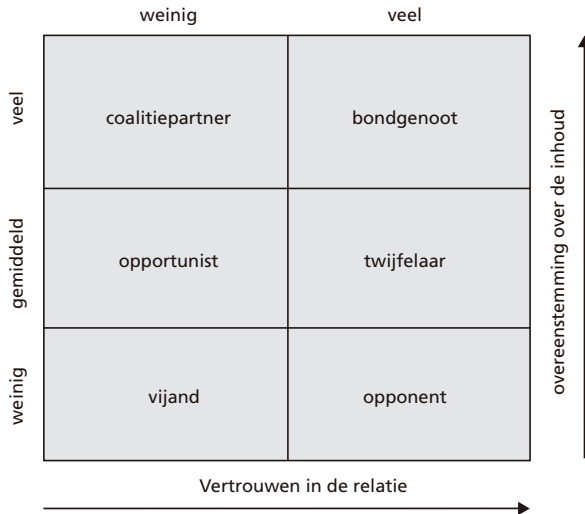 weinig veel
veel coalitiepartner bondgenoot
gemiddeld opportunist twijfelaar
weinig vijand opponent
overeenstemming over de inhoud
Vertrouwen in de relatie